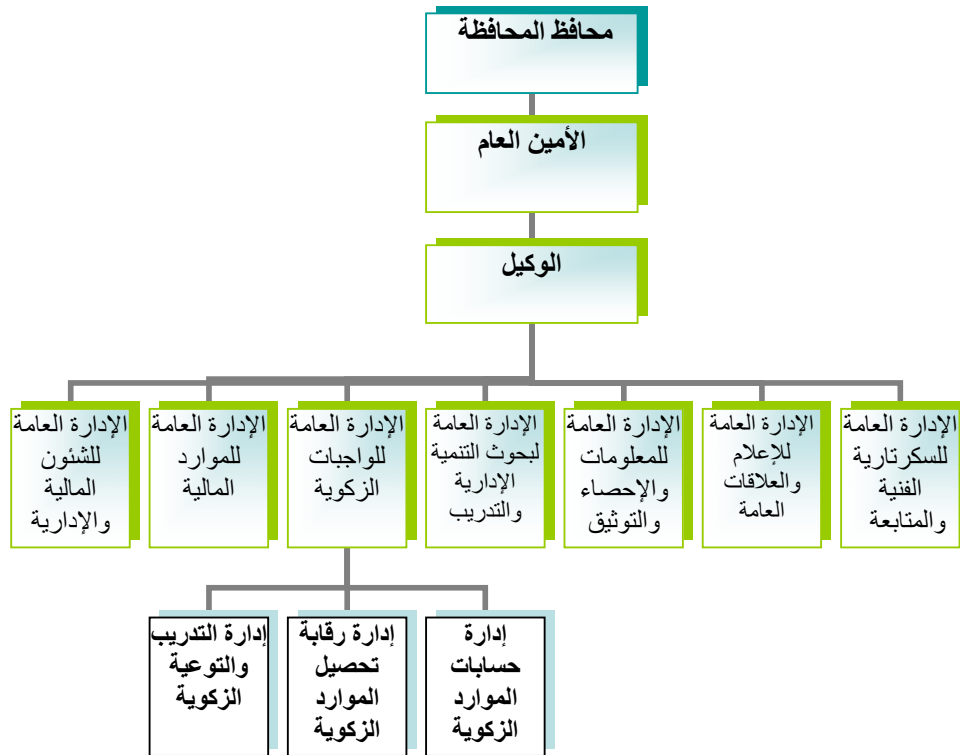 محافظ المحافظة
الأمين العام
الوكيل
الإدارة العامة
للسكرتارية
الفنية
والمتابعة
الإدارة العامة
للإعلام
والعلاقات
العامة
الإدارة العامة
للمعلومات
والإحصاء
والتوثيق
الإدارة العامة
لبحوث التنمية
الإدارية
والتدريب
الإدارة العامة
للواجبات
الزكوية
الإدارة العامة
للموارد
المالية
الإدارة العامة
للشئون
المالية
والإدارية
إدارة
حسابات
الموارد
الزكوية
إدارة رقابة
تحصيل
الموارد
الزكوية
إدارة التدريب
والتوعية
الزكوية